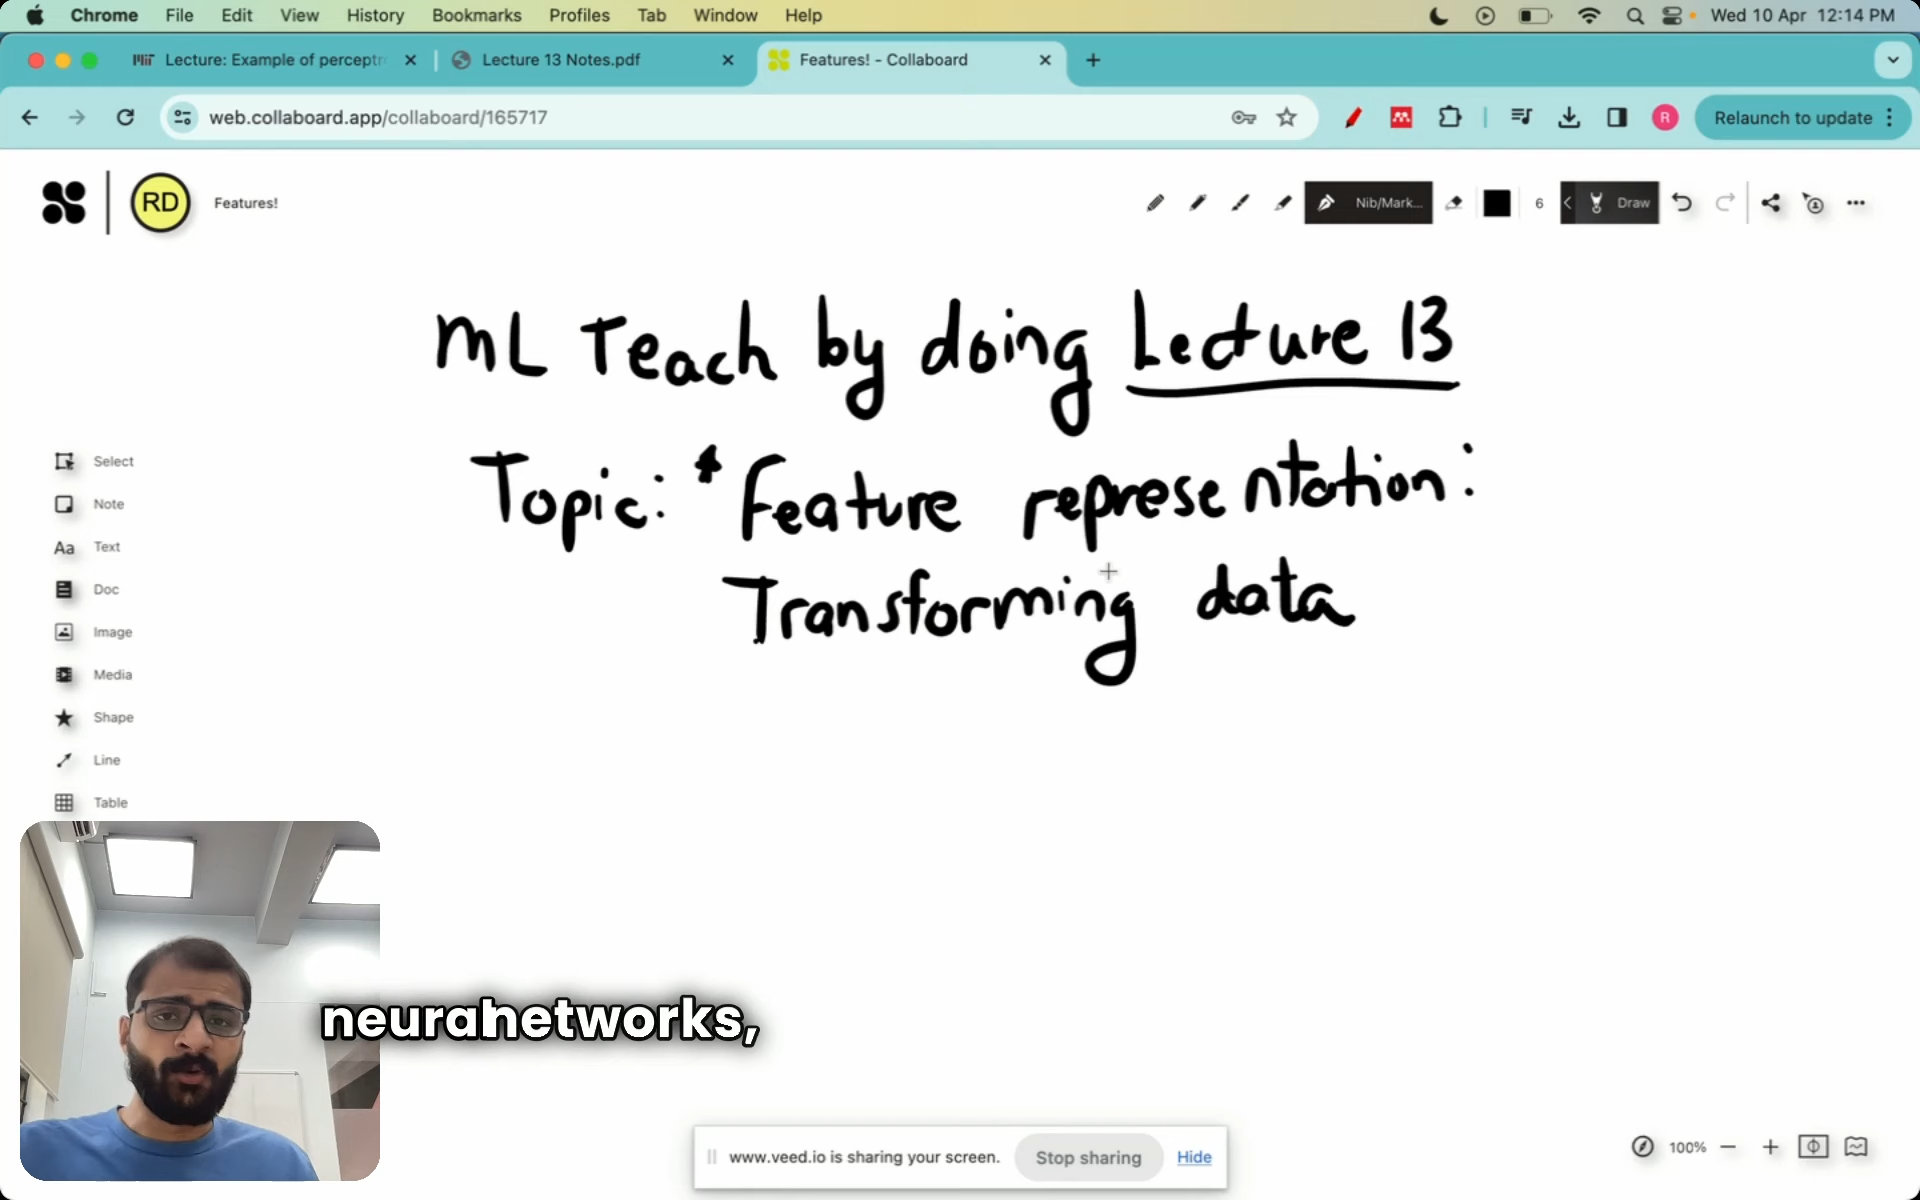 Chrome File Edit View History Bookmarks Profiles Tab Window Help Wed 10 Apr 12:14 PM
Lecture: Example of perceptr Lecture 13 Notes.pdf Features! - Collaboard
web.collaboard.app/collaboard/165717 R Relaunch to update
RD Features! Nib/Mark... 6 Draw
ML Teach by doing Lecture 13
Topic: * Feature representation:
Transforming data
Select
Note
Aa Text
Doc
Image
Media
Shape
Line
Table
neurahetworks,
www.veed.io is sharing your screen. Stop sharing Hide
100%